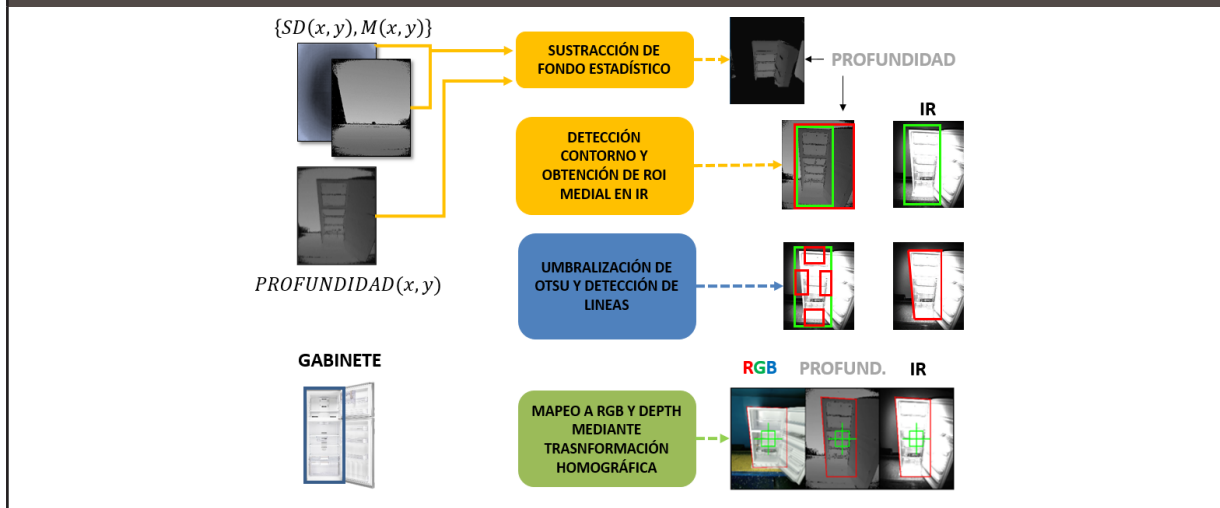 {SD(x, y), M(x, y)}
SUSTRACCIÓN DE
FONDO ESTADÍSTICO
PROFUNDIDAD
IR
DETECCIÓN
CONTORNO Y
OBTENCIÓN DE ROI
MEDIAL EN IR
PROFUNDIDAD(x, y)
UMBRALIZACIÓN DE
OTSU Y DETECCIÓN DE
LINEAS
GABINETE
RGB PROFUND. IR
MAPEO A RGB Y DEPTH
MEDIANTE
TRASNFORMACIÓN
HOMOGRÁFICA